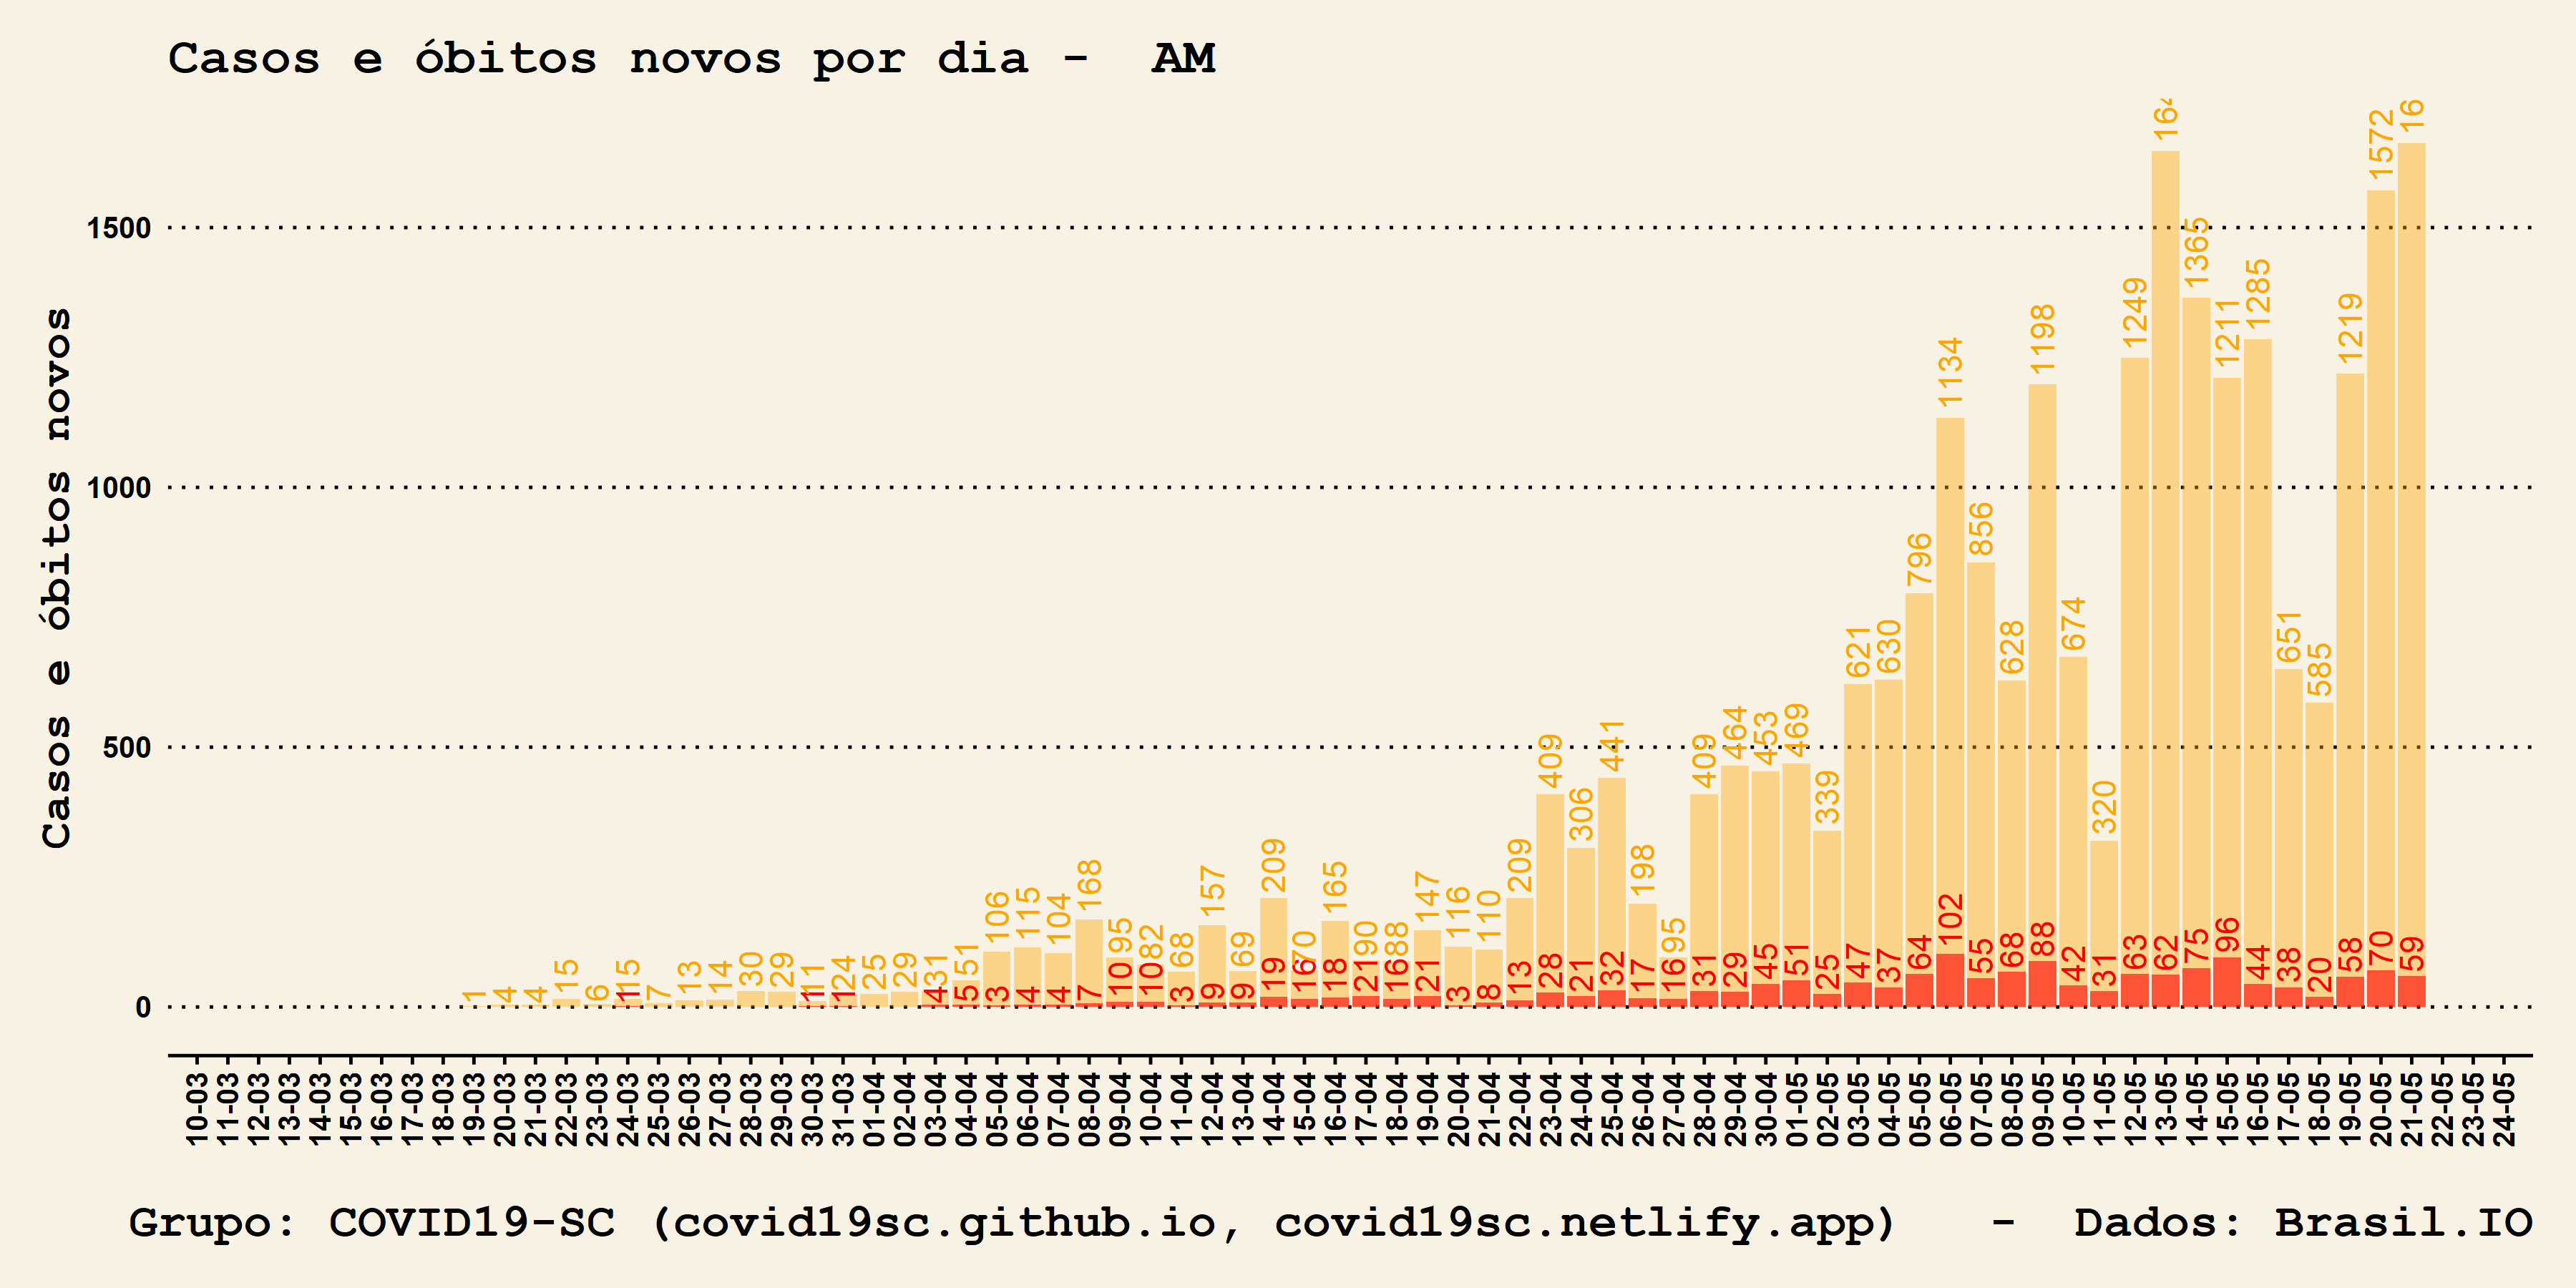 Casos e óbitos novos por dia - AM
Casos e óbitos novos
1500
1000
500
0
1 4 4 15 6 15 7 13 14 30 29 11 24 25 29 31 51 106 115 104 168 95 82 68 157 69 209 70 165 90 88 147 116 110 209 409 306 441 198 95 409 464 453 469 339 621 630 796 1134 856 628 1198 674 320 1249 164 1365 1211 1285 651 585 1219 1572 16
1 1 1 4 5 3 4 4 7 10 10 3 9 9 19 16 18 21 16 21 3 8 13 28 21 32 17 16 31 29 45 51 25 47 37 64 102 55 68 88 42 31 63 62 75 96 44 38 20 58 70 59
10-03 11-03 12-03 13-03 14-03 15-03 16-03 17-03 18-03 19-03 20-03 21-03 22-03 23-03 24-03 25-03 26-03 27-03 28-03 29-03 30-03 31-03 01-04 02-04 03-04 04-04 05-04 06-04 07-04 08-04 09-04 10-04 11-04 12-04 13-04 14-04 15-04 16-04 17-04 18-04 19-04 20-04 21-04 22-04 23-04 24-04 25-04 26-04 27-04 28-04 29-04 30-04 01-05 02-05 03-05 04-05 05-05 06-05 07-05 08-05 09-05 10-05 11-05 12-05 13-05 14-05 15-05 16-05 17-05 18-05 19-05 20-05 21-05 22-05 23-05 24-05
Grupo: COVID19-SC (covid19sc.github.io, covid19sc.netlify.app) - Dados: Brasil.IO